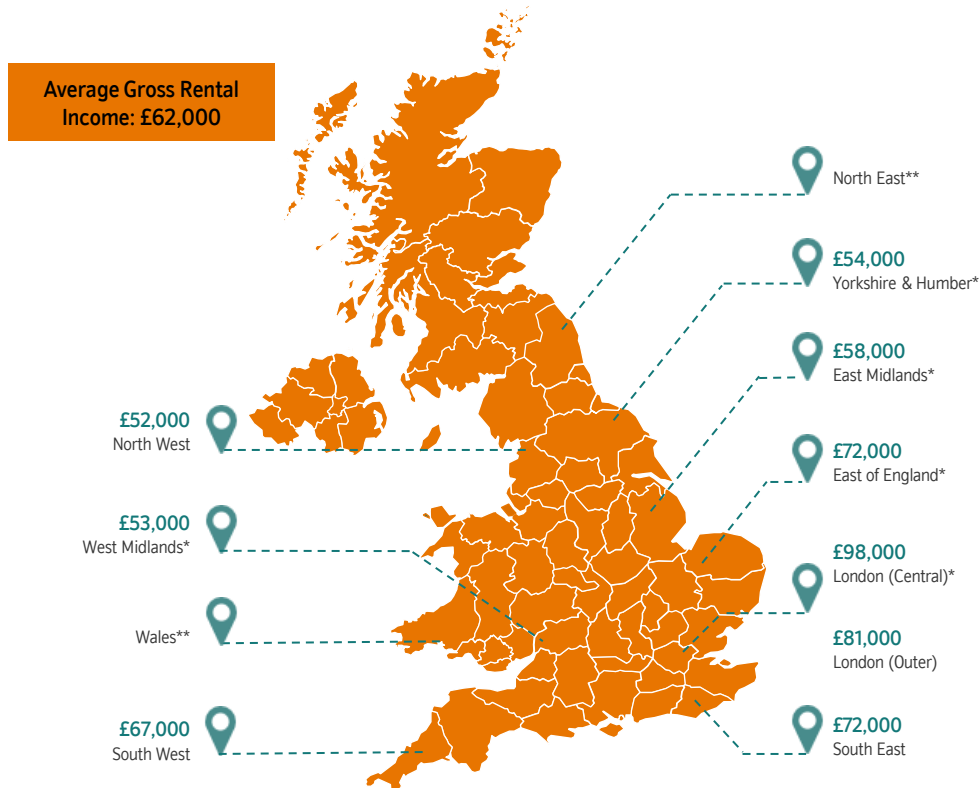 Average Gross Rental
Income: £62,000
North East**
£54,000
Yorkshire & Humber*
£58,000
East Midlands*
£72,000
East of England*
£98,000
London (Central)*
£81,000
London (Outer)
£72,000
South East
£52,000
North West
£53,000
West Midlands*
Wales**
£67,000
South West